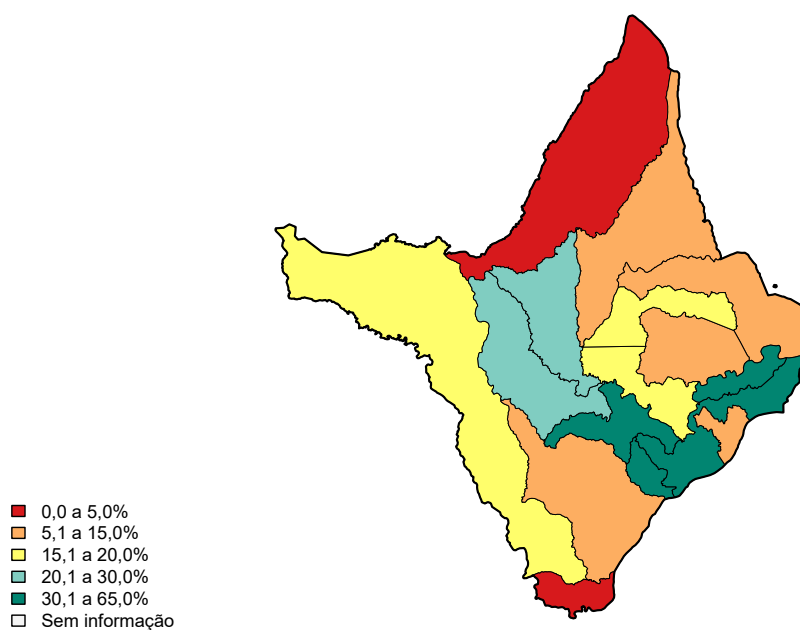 0,0 a 5,0%
5,1 a 15,0%
15,1 a 20,0%
20,1 a 30,0%
30,1 a 65,0%
Sem informação